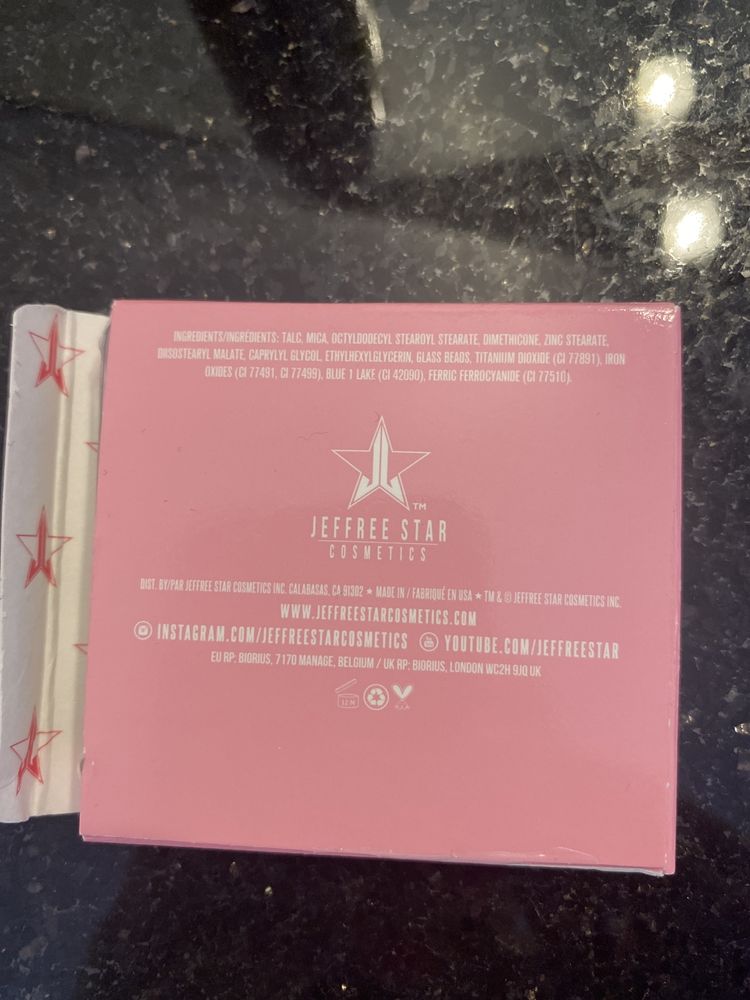 INGREDIENTS/INGRÉDIENTS: TALC, MICA, OCTYLDODECYL STEAROYL STEARATE, DIMETHICONE, ZINC STEARATE,
DIISOSTEARYL MALATE, CAPRYLYL GLYCOL, ETHYLHEXYLGLYCERIN, GLASS BEADS, TITANIUM DIOXIDE (CI 77891), IRON
OXIDES (CI 77491, CI 77499), BLUE 1 LAKE (CI 42090), FERRIC FERROCYANIDE (CI 77510).
TM
JEFFREE STAR
COSMETICS
DIST. BY/PAR JEFFREE STAR COSMETICS INC. CALABASAS, CA 91302 ★ MADE IN / FABRIQUÉ EN USA ★ TM & © JEFFREE STAR COSMETICS INC.
WWW.JEFFREESTARCOSMETICS.COM
INSTAGRAM.COM/JEFFREESTARCOSMETICS YOUTUBE.COM/JEFFREESTAR
EU RP: BIORIUS, 7170 MANAGE, BELGIUM / UK RP: BIORIUS, LONDON WC2H 9JQ UK
12 M